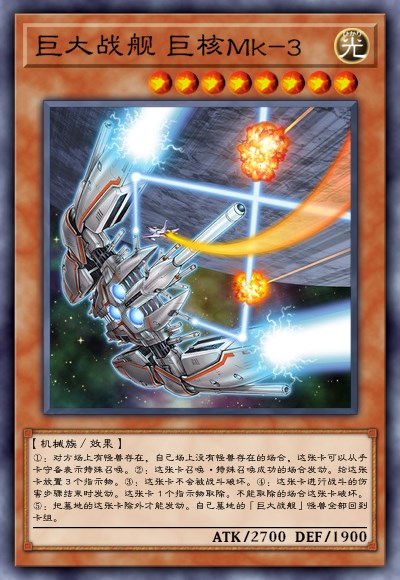 巨大战舰 巨核Mk-3
光
ひかり
【机械族/效果】
①：对方场上有怪兽存在，自己场上没有怪兽存在的场合，这张卡可以从手
卡守备表示特殊召唤。②：这张卡召唤·特殊召唤成功的场合发动。给这张
卡放置3个指示物。③：这张卡不会被战斗破坏。④：这张卡进行战斗的伤
害步骤结束时发动。这张卡1个指示物取除。不能取除的场合这张卡破坏。
⑤：把墓地的这张卡除外才能发动。自己墓地的「巨大战舰」怪兽全部回到
卡组。
ATK/2700 DEF/1900